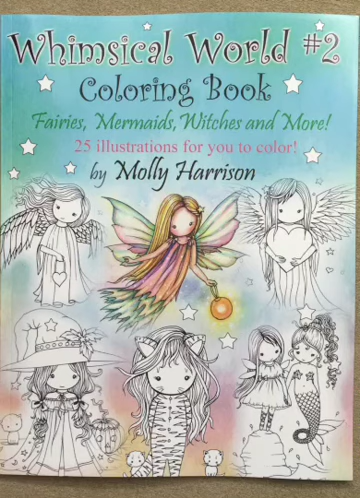 Whimsical World #2
Coloring Book
Fairies, Mermaids, Witches and More!
25 illustrations for you to color!
by Molly Harrison